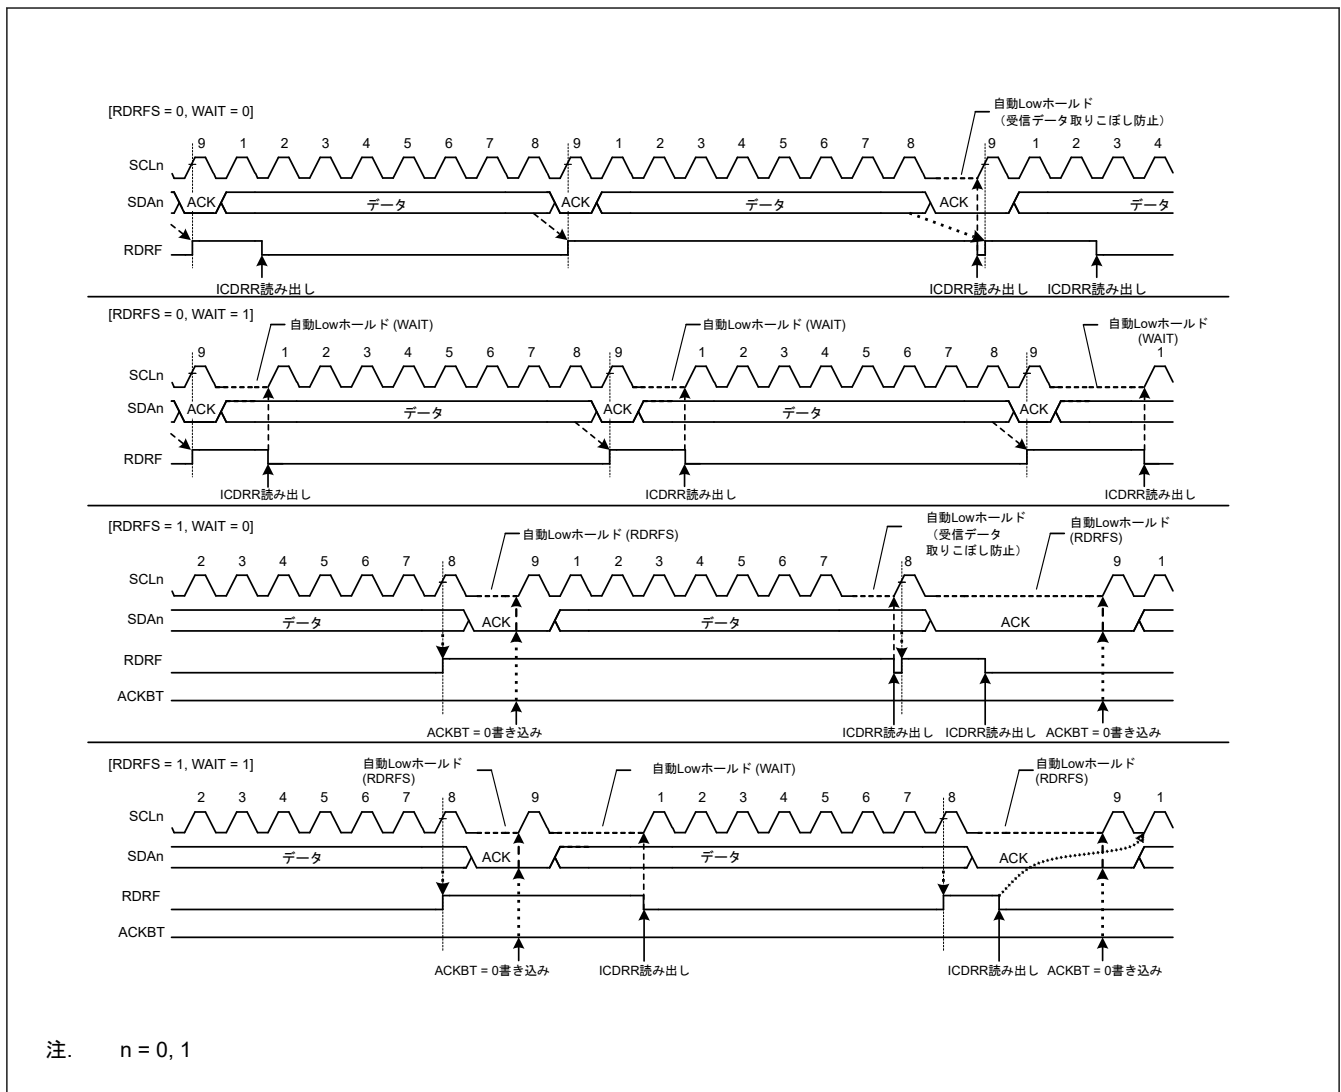 [RDRFS = 0, WAIT = 0]
自動Lowホールド
（受信データ取りこぼし防止）
9 1 2 3 4 5 6 7 8 9 1 2 3 4 5 6 7 8 9 1 2 3 4
SCLn
SDAn ACK データ ACK データ ACK データ
RDRF
ICDRR読み出し ICDRR読み出し ICDRR読み出し
[RDRFS = 0, WAIT = 1]
自動Lowホールド (WAIT) 自動Lowホールド (WAIT) 自動Lowホールド
(WAIT)
9 1 2 3 4 5 6 7 8 9 1 2 3 4 5 6 7 8 9 1
SCLn
SDAn ACK データ ACK データ ACK
RDRF
ICDRR読み出し ICDRR読み出し ICDRR読み出し
[RDRFS = 1, WAIT = 0]
自動Lowホールド (RDRFS)
自動Lowホールド
（受信データ
取りこぼし防止）
自動Lowホールド
(RDRFS)
2 3 4 5 6 7 8 9 1 2 3 4 5 6 7 8 9 1
SCLn
SDAn データ ACK データ ACK
RDRF
ACKBT
ACKBT = 0書き込み ICDRR読み出し ICDRR読み出し ACKBT = 0書き込み
[RDRFS = 1, WAIT = 1]
自動Lowホールド
(RDRFS)
自動Lowホールド (WAIT)
自動Lowホールド
(RDRFS)
2 3 4 5 6 7 8 9 1 2 3 4 5 6 7 8 9 1
SCLn
SDAn データ ACK データ ACK
RDRF
ACKBT
ACKBT = 0書き込み ICDRR読み出し ICDRR読み出し ACKBT = 0書き込み
注. n = 0, 1